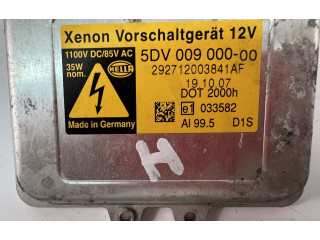 Xenon Vorschaltgerät 12V
1100V DC/85V AC
35W
nom.
HELLA
5DV 009 000-00
292712003841AF
19.10.07
DOT 2000h
e1 033582
Made in Germany
Al 99.5 D1S
H